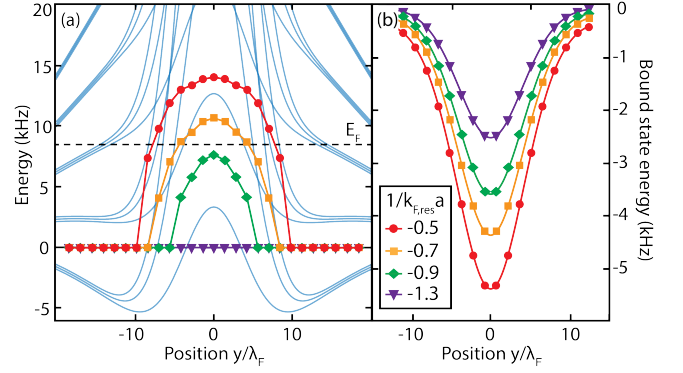 (a)
(b)
20
15
10
5
0
-5
Energy (kHz)
E_F
-10
0
10
Position y/λ_F
0
-1
-2
-3
-4
-5
Bound state energy (kHz)
1/k_F,res a
-0.5
-0.7
-0.9
-1.3
-10
0
10
Position y/λ_F